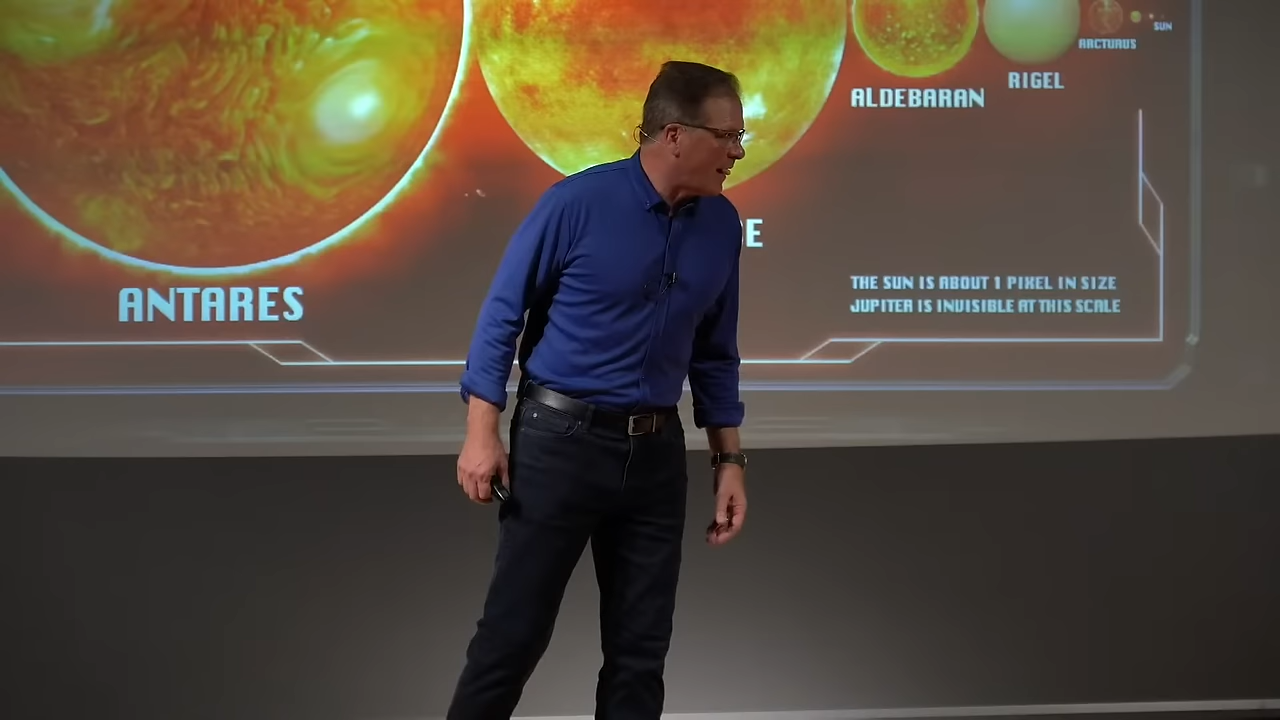 SUN
ARCTURUS
RIGEL
ALDEBARAN
E
ANTARES
THE SUN IS ABOUT 1 PIXEL IN SIZE
JUPITER IS INVISIBLE AT THIS SCALE